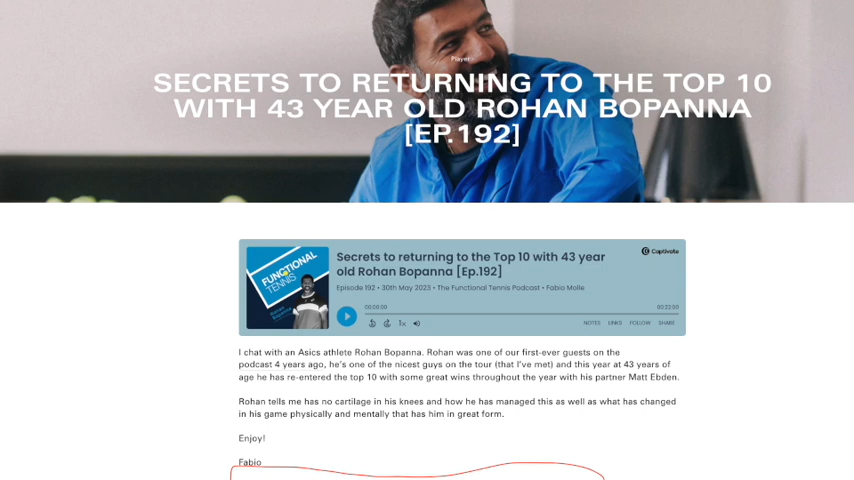 Player
SECRETS TO RETURNING TO THE TOP 10
WITH 43 YEAR OLD ROHAN BOPANNA
[EP.192]
Captivate
FUNCTIONAL
TENNIS
Rohan
Bopanna
Secrets to returning to the Top 10 with 43 year
old Rohan Bopanna [Ep.192]
Episode 192 • 30th May 2023 • The Functional Tennis Podcast • Fabio Molle
00:00:00
00:23:00
1x
NOTES LINKS FOLLOW SHARE
I chat with an Asics athlete Rohan Bopanna. Rohan was one of our first-ever guests on the
podcast 4 years ago, he's one of the nicest guys on the tour (that I've met) and this year at 43 years of
age he has re-entered the top 10 with some great wins throughout the year with his partner Matt Ebden.
Rohan tells me has no cartilage in his knees and how he has managed this as well as what has changed
in his game physically and mentally that has him in great form.
Enjoy!
Fabio